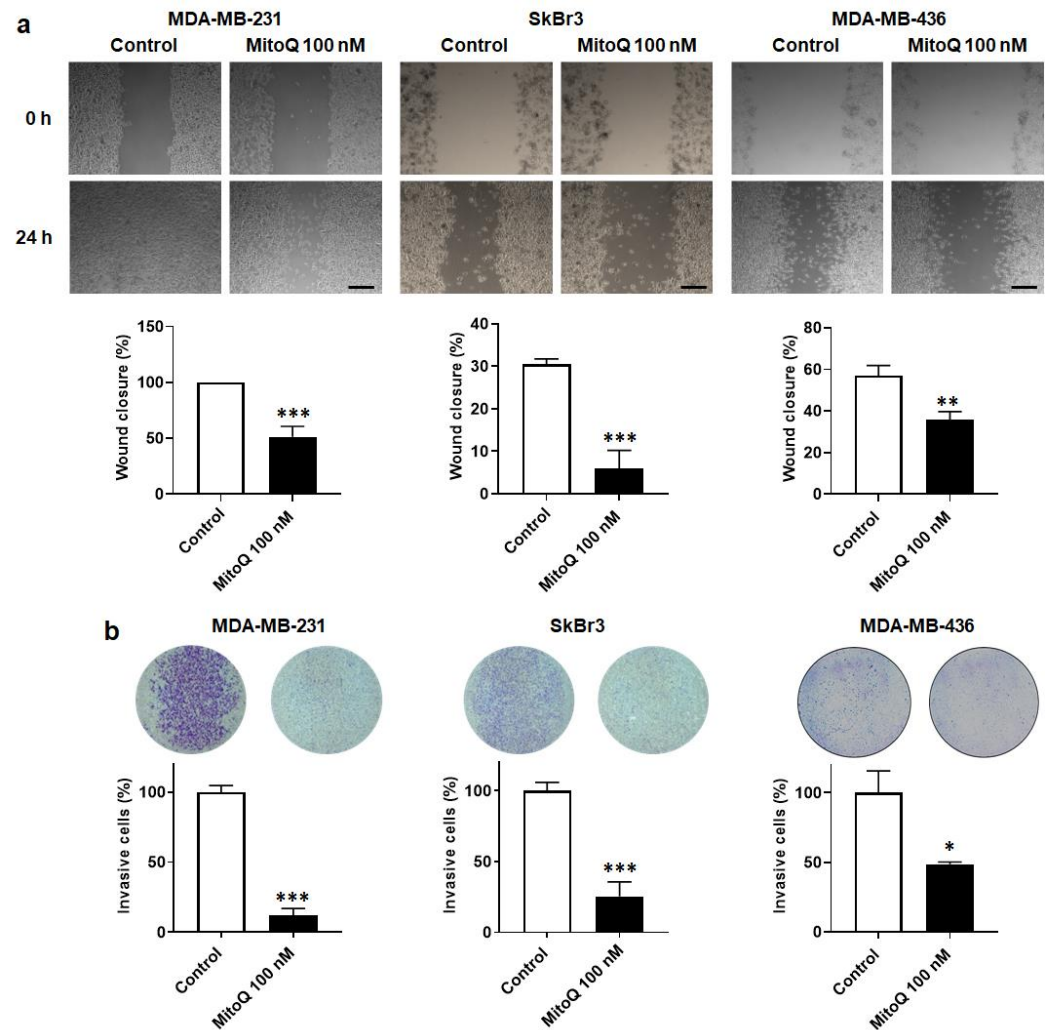 a
MDA-MB-231
SkBr3
MDA-MB-436
Control
MitoQ 100 nM
Control
MitoQ 100 nM
Control
MitoQ 100 nM
0 h
24 h
Wound closure (%)
150
100
50
0
***
Control
MitoQ 100 nM
Wound closure (%)
40
30
20
10
0
***
Control
MitoQ 100 nM
Wound closure (%)
80
60
40
20
0
**
Control
MitoQ 100 nM
b
MDA-MB-231
SkBr3
MDA-MB-436
Invasive cells (%)
100
50
0
***
Control
MitoQ 100 nM
Invasive cells (%)
100
50
0
***
Control
MitoQ 100 nM
Invasive cells (%)
100
50
0
*
Control
MitoQ 100 nM